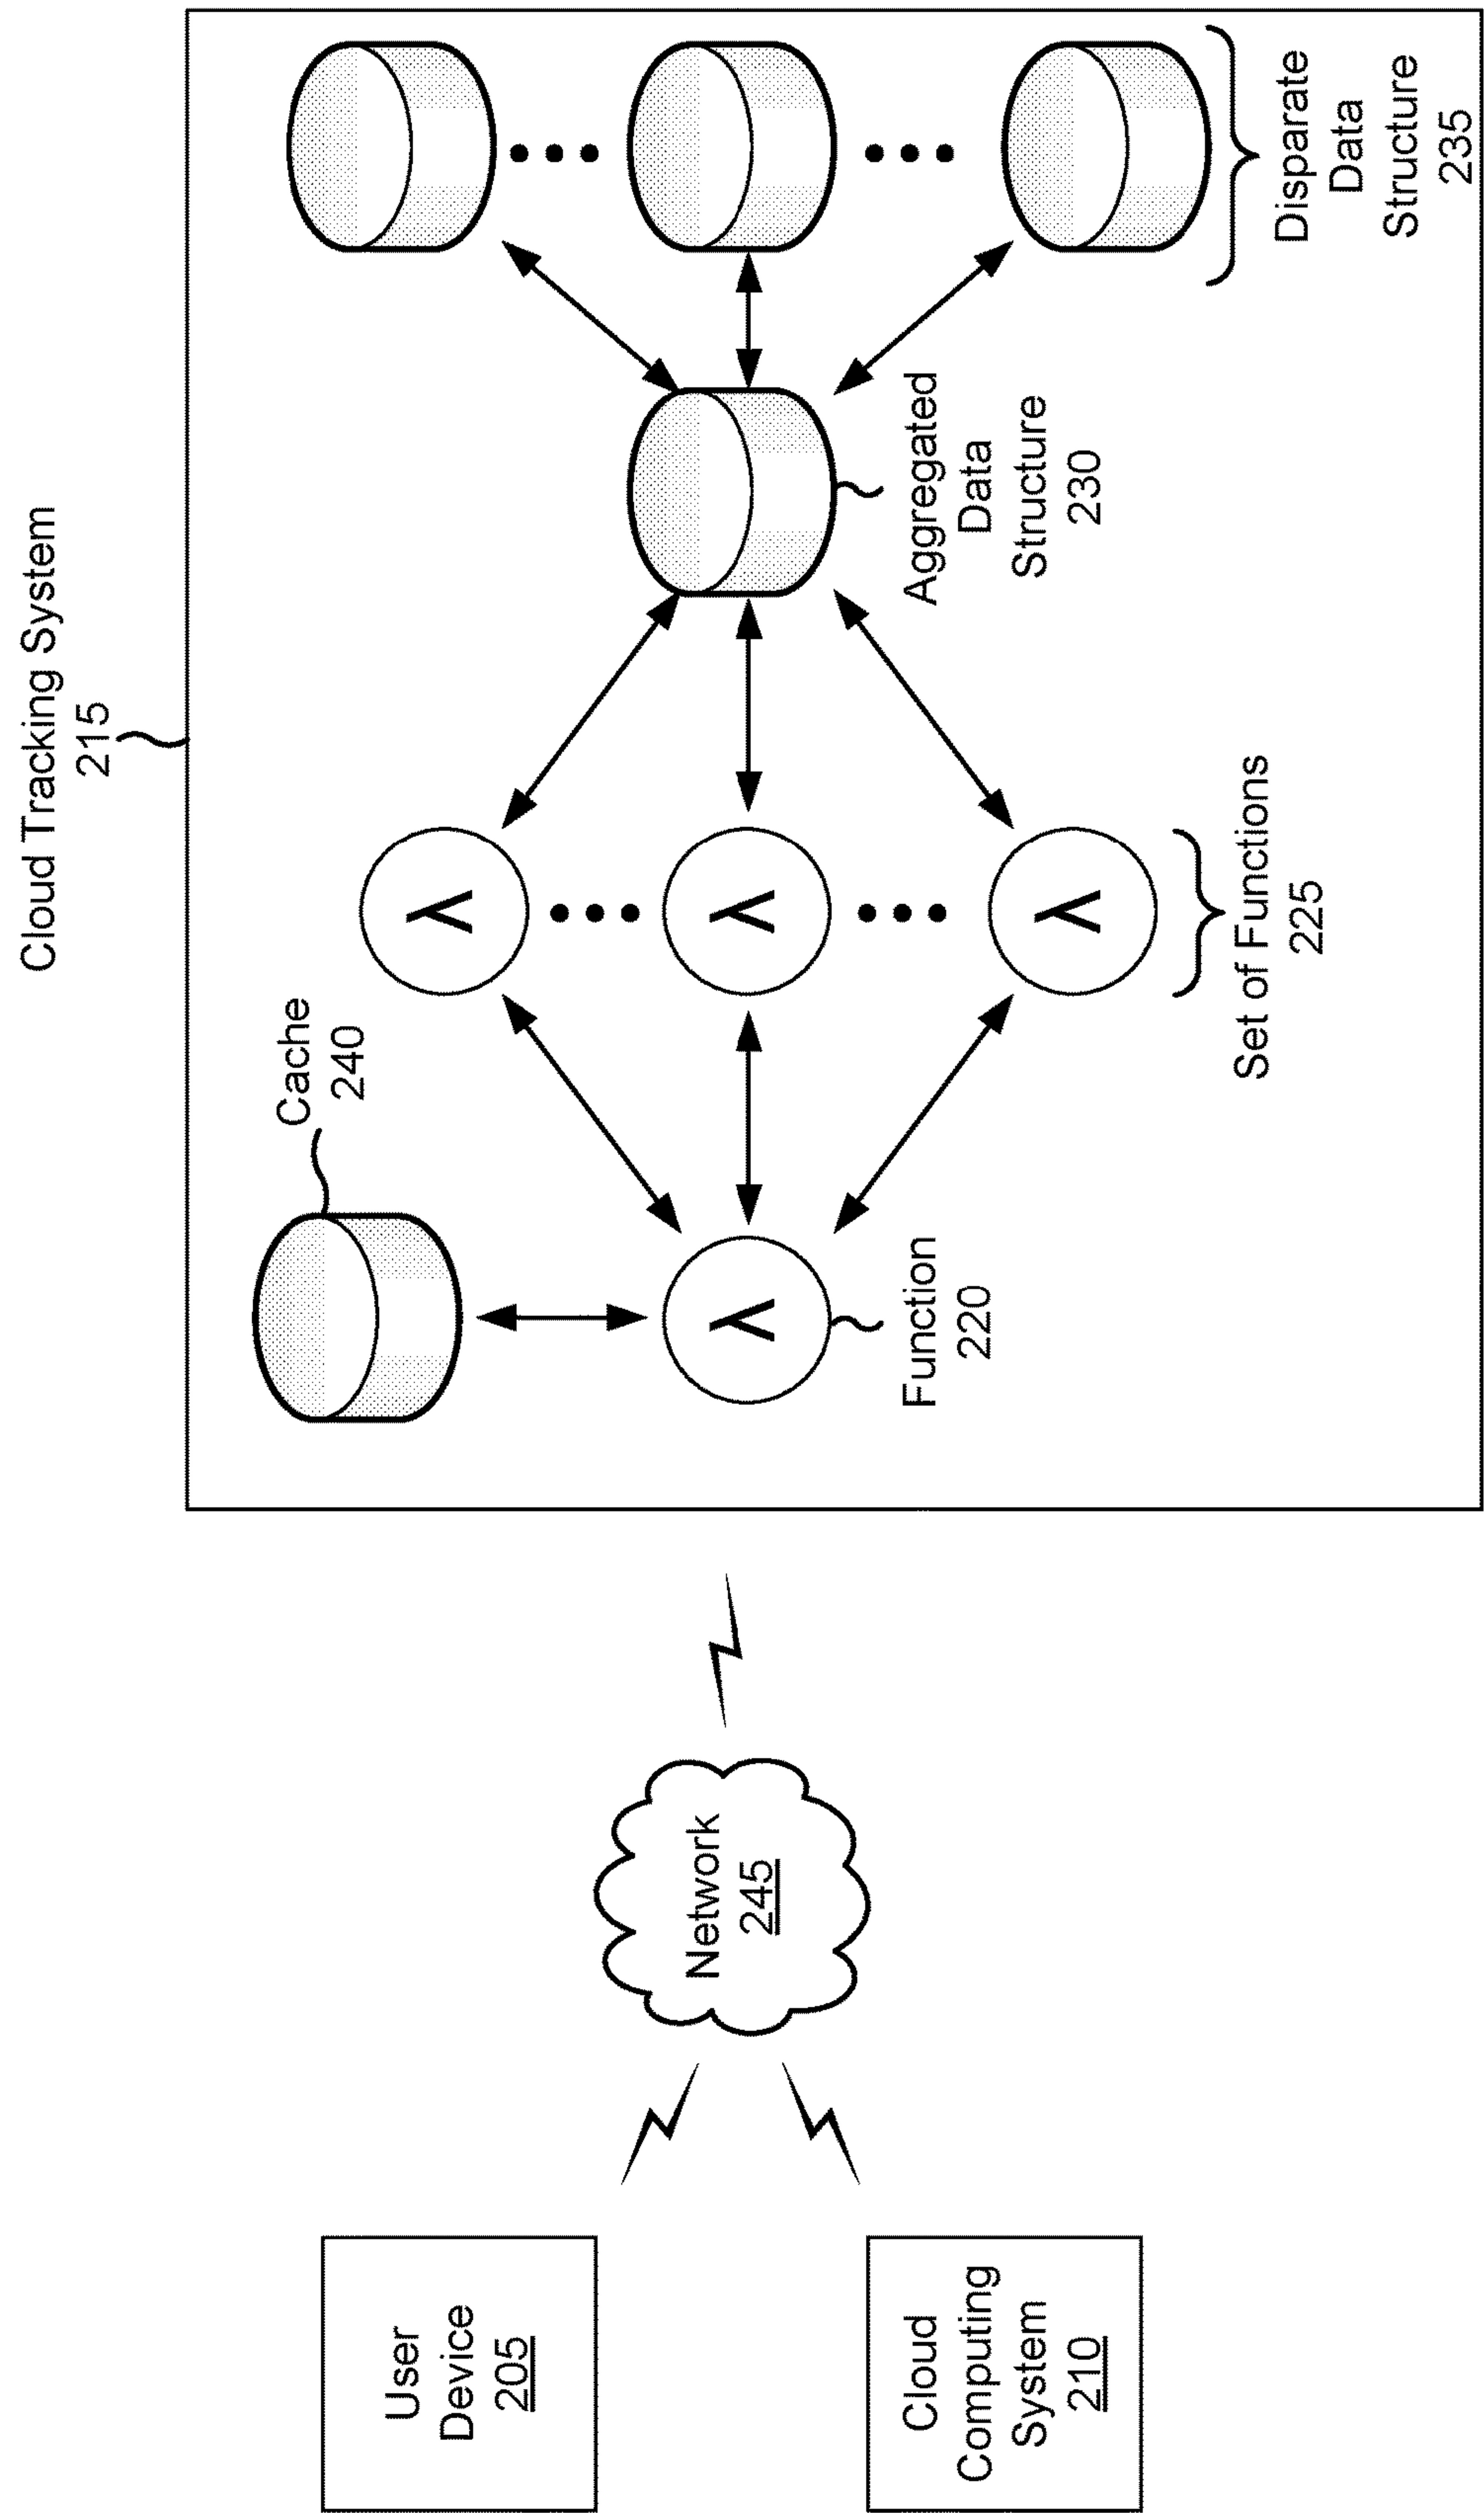 Cloud Tracking System
215
User
Device
205
Cloud
Computing
System
210
Network
245
Cache
240
λ
Function
220
λ
λ
λ
Set of Functions
225
Aggregated
Data
Structure
230
Disparate
Data
Structure
235